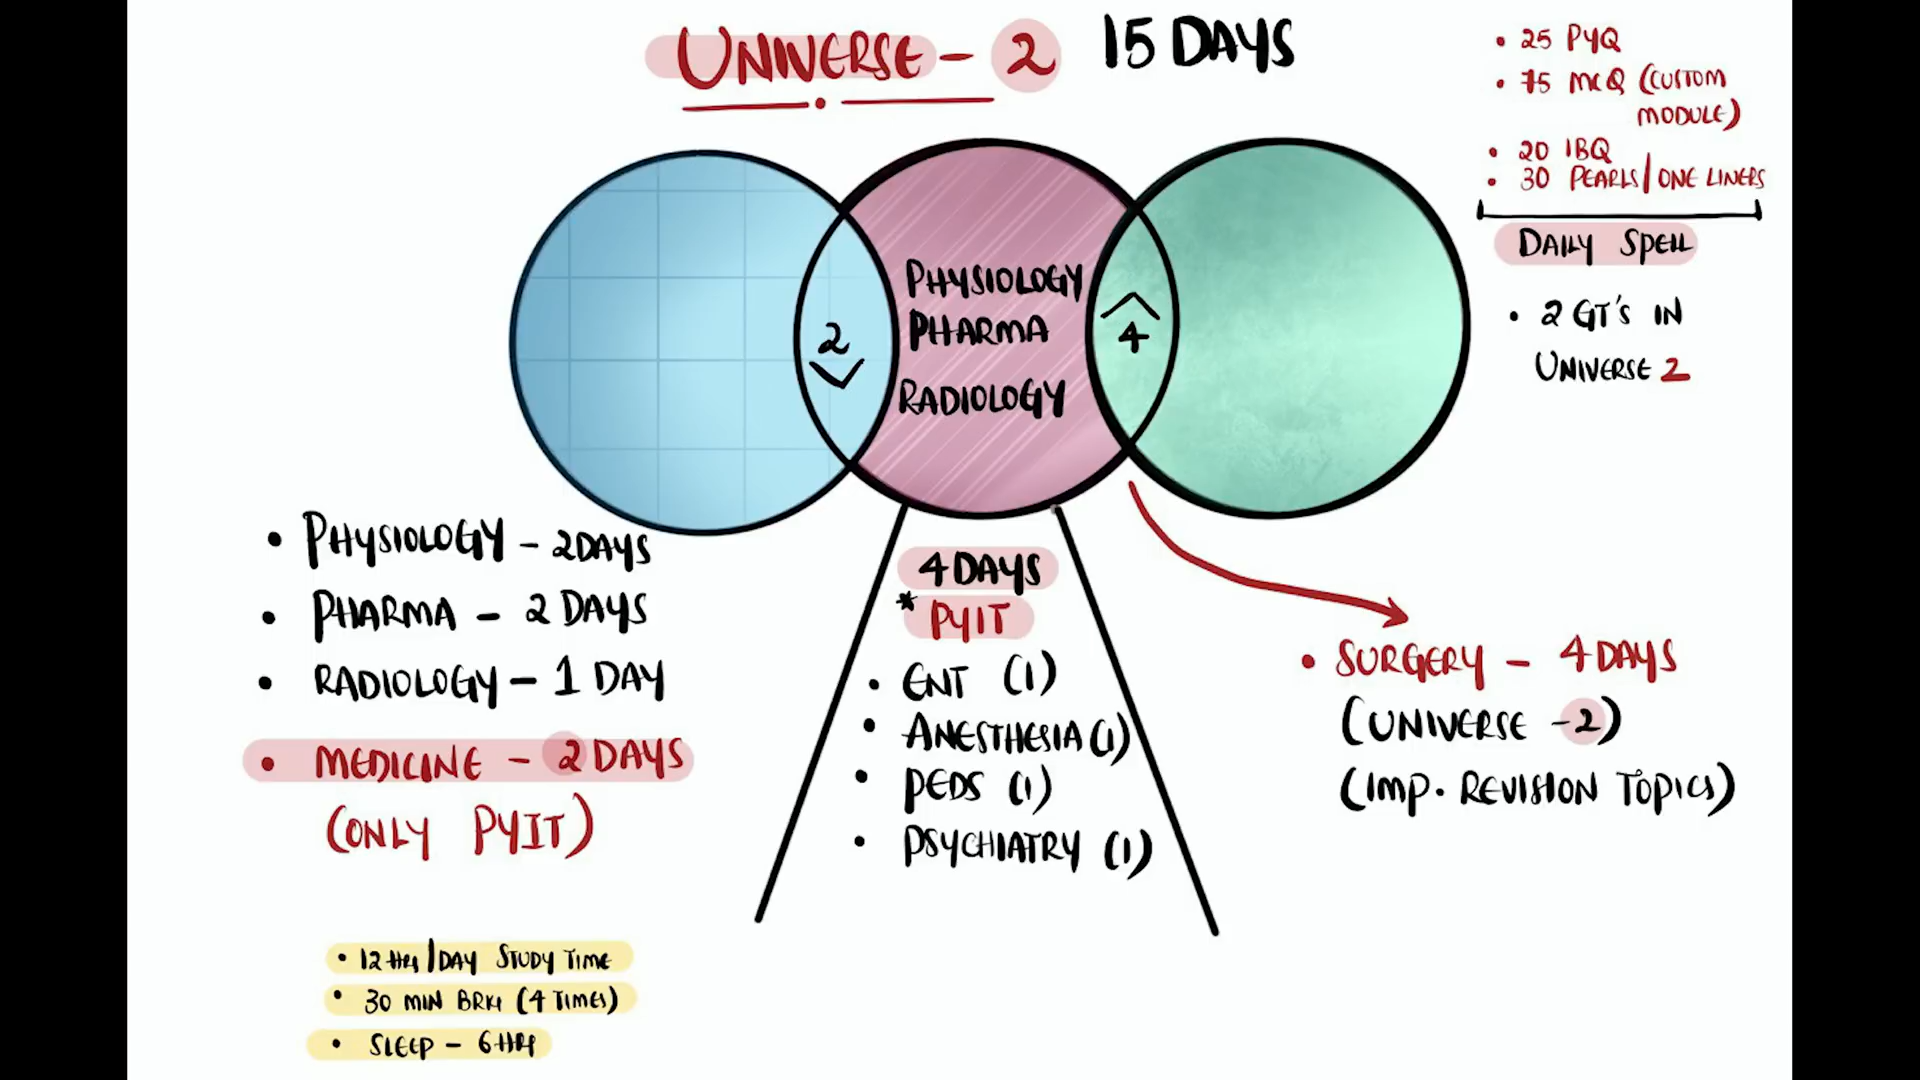 UNIVERSE - 2 15 DAYS
• 25 PYQ
• 75 MCQ (CUSTOM
MODULE)
• 20 IBQ
• 30 PEARLS/ONE LINERS
DAILY SPELL
• 2 GT'S IN
UNIVERSE 2
2
PHYSIOLOGY
PHARMA
RADIOLOGY
4
• PHYSIOLOGY - 2 DAYS
• PHARMA - 2 DAYS
• RADIOLOGY - 1 DAY
• MEDICINE - 2 DAYS
(ONLY PYIT)
4 DAYS
* PYIT
• ENT (1)
• ANESTHESIA (1)
• PEDS (1)
• PSYCHIATRY (1)
• SURGERY - 4 DAYS
(UNIVERSE - 2)
(IMP. REVISION TOPICS)
• 12 Hrs/DAY STUDY TIME
• 30 MIN BRK (4 TIMES)
• SLEEP - 6 HRS